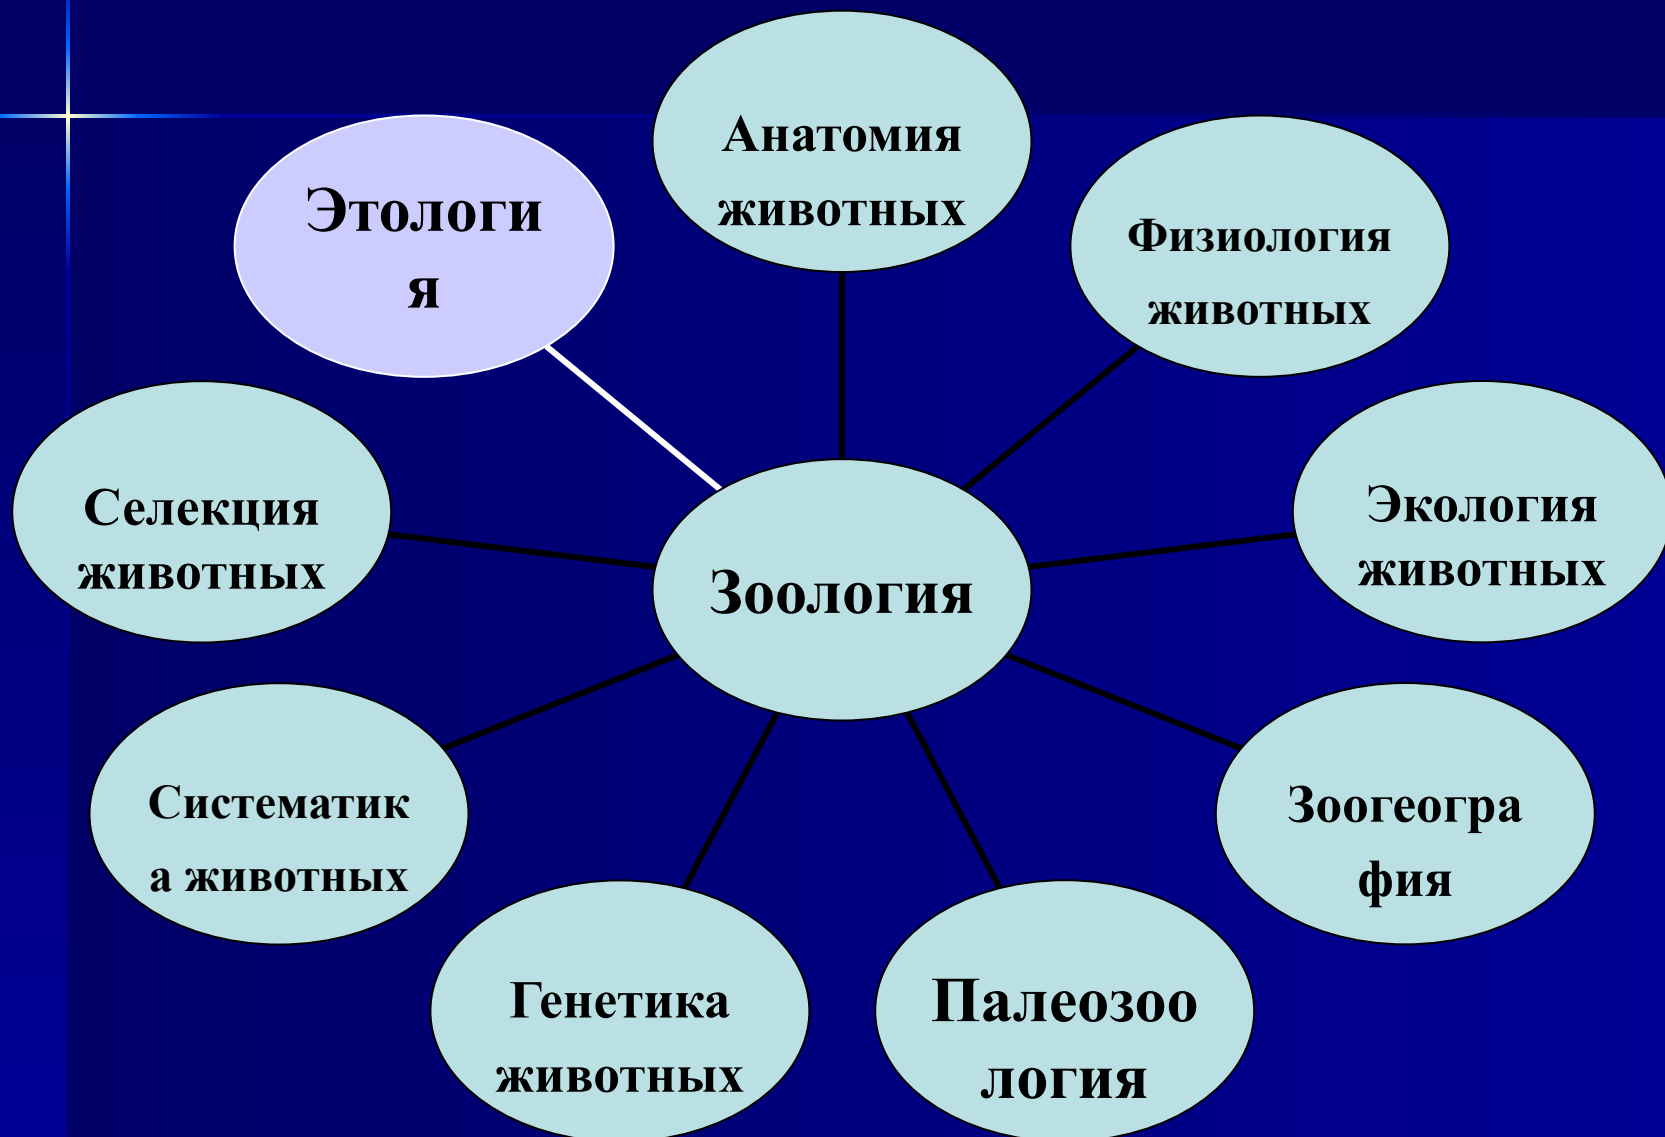 Анатомия
животных
Этологи
я
Физиология
животных
Селекция
животных
Экология
животных
Зоология
Систематик
а животных
Зоогеогра
фия
Генетика
животных
Палеозоо
логия